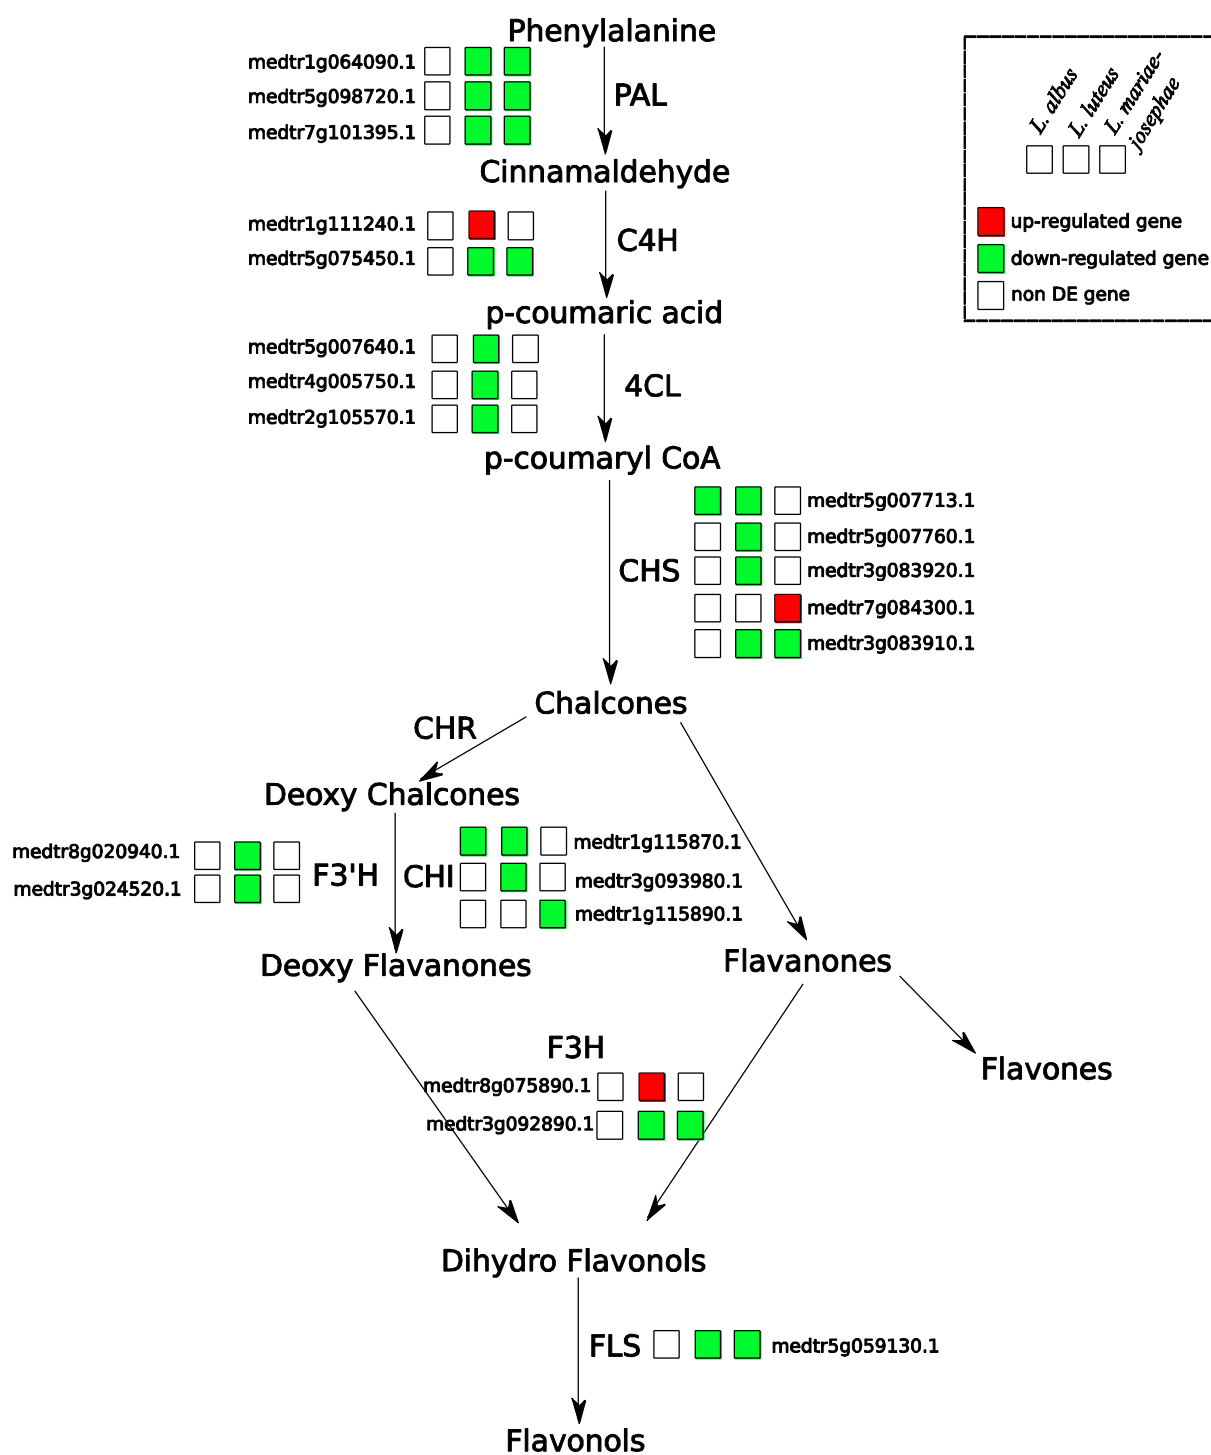 Phenylalanine
medtr1g064090.1
medtr5g098720.1
medtr7g101395.1
PAL
Cinnamaldehyde
medtr1g111240.1
medtr5g075450.1
C4H
p-coumaric acid
medtr5g007640.1
medtr4g005750.1
medtr2g105570.1
4CL
p-coumaryl CoA
medtr5g007713.1
medtr5g007760.1
medtr3g083920.1
medtr7g084300.1
medtr3g083910.1
CHS
Chalcones
CHR
Deoxy Chalcones
medtr8g020940.1
medtr3g024520.1
F3'H
CHI
medtr1g115870.1
medtr3g093980.1
medtr1g115890.1
Deoxy Flavanones
Flavanones
Flavones
F3H
medtr8g075890.1
medtr3g092890.1
Dihydro Flavonols
FLS
medtr5g059130.1
Flavonols
L. albus
L. luteus
L. mariae-
josephae
up-regulated gene
down-regulated gene
non DE gene